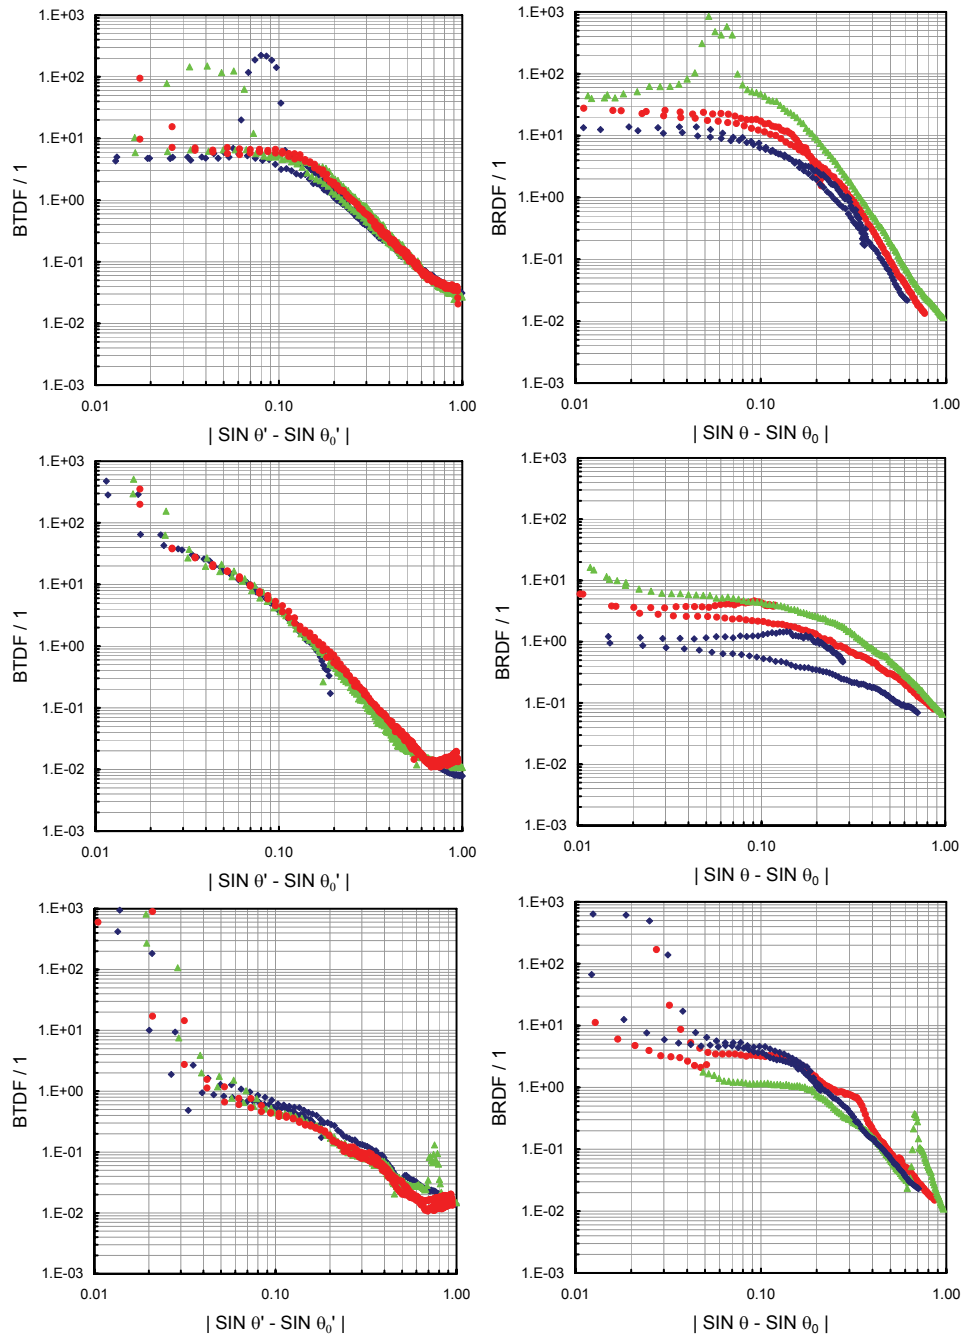 1.E+03
1.E+02
1.E+01
1.E+00
1.E-01
1.E-02
1.E-03
BTDF / 1
0.01 0.10 1.00
| SIN θ' - SIN θ₀' |
1.E+03
1.E+02
1.E+01
1.E+00
1.E-01
1.E-02
1.E-03
BRDF / 1
0.01 0.10 1.00
| SIN θ - SIN θ₀ |
1.E+03
1.E+02
1.E+01
1.E+00
1.E-01
1.E-02
1.E-03
BTDF / 1
0.01 0.10 1.00
| SIN θ' - SIN θ₀' |
1.E+03
1.E+02
1.E+01
1.E+00
1.E-01
1.E-02
1.E-03
BRDF / 1
0.01 0.10 1.00
| SIN θ - SIN θ₀ |
1.E+03
1.E+02
1.E+01
1.E+00
1.E-01
1.E-02
1.E-03
BTDF / 1
0.01 0.10 1.00
| SIN θ' - SIN θ₀' |
1.E+03
1.E+02
1.E+01
1.E+00
1.E-01
1.E-02
1.E-03
BRDF / 1
0.01 0.10 1.00
| SIN θ - SIN θ₀ |